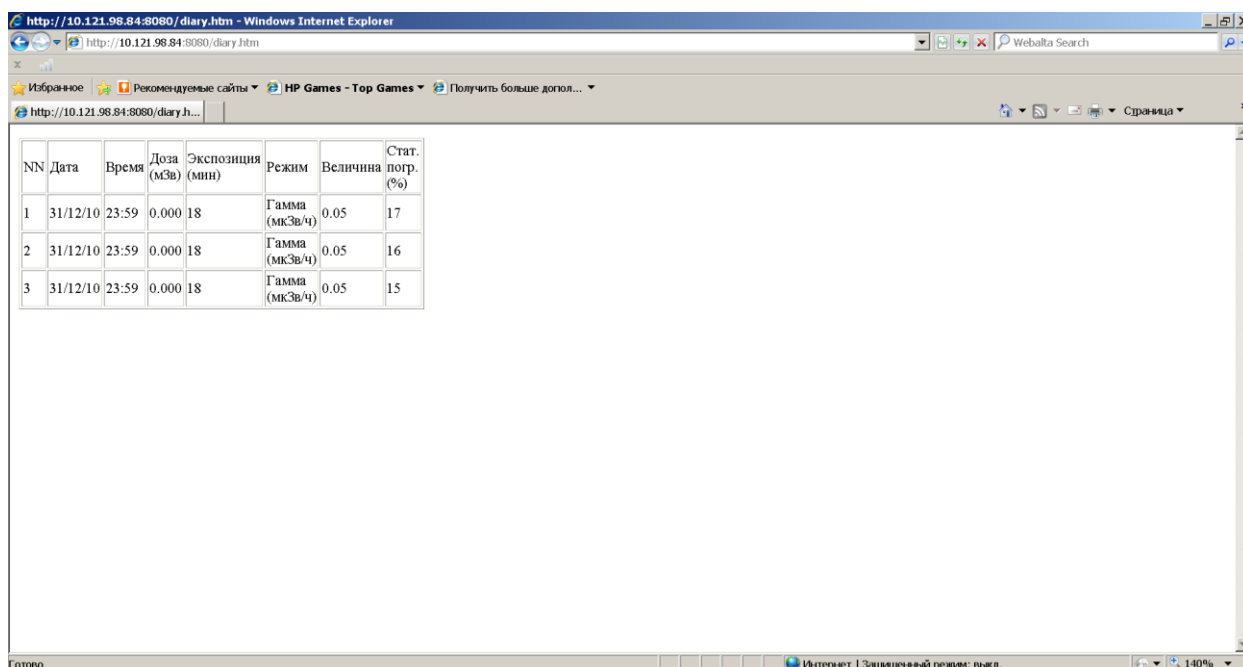 http://10.121.98.84:8080/diary.htm - Windows Internet Explorer
http://10.121.98.84:8080/diary.htm Webalta Search
x
Избранное Рекомендуемые сайты HP Games - Top Games Получить больше допол...
http://10.121.98.84:8080/diary.h... Страница
NN Дата Время Доза (мЗв) Экспозиция (мин) Режим Величина Стат. погр. (%)
1 31/12/10 23:59 0.000 18 Гамма (мкЗв/ч) 0.05 17
2 31/12/10 23:59 0.000 18 Гамма (мкЗв/ч) 0.05 16
3 31/12/10 23:59 0.000 18 Гамма (мкЗв/ч) 0.05 15
Готово Интернет | Защищенный режим: выкл. 140%